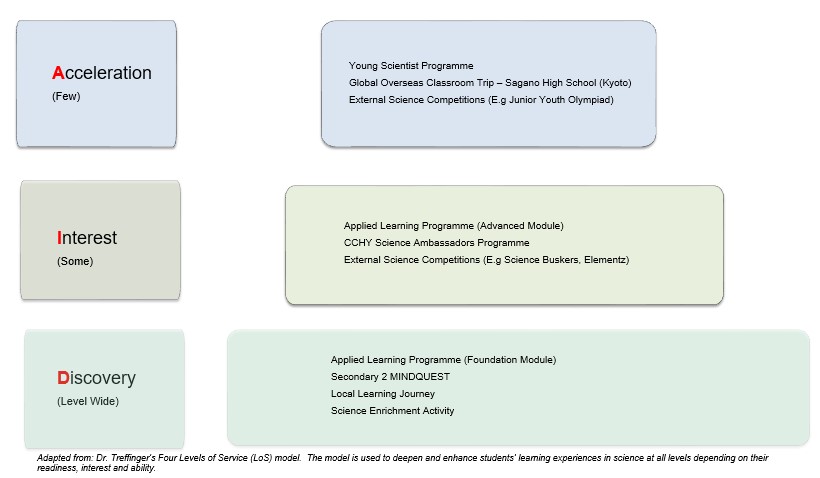 Acceleration
(Few)
Young Scientist Programme
Global Overseas Classroom Trip – Sagano High School (Kyoto)
External Science Competitions (E.g Junior Youth Olympiad)
Interest
(Some)
Applied Learning Programme (Advanced Module)
CCHY Science Ambassadors Programme
External Science Competitions (E.g Science Buskers, Elementz)
Discovery
(Level Wide)
Applied Learning Programme (Foundation Module)
Secondary 2 MINDQUEST
Local Learning Journey
Science Enrichment Activity
Adapted from: Dr. Treffinger's Four Levels of Service (LoS) model. The model is used to deepen and enhance students' learning experiences in science at all levels depending on their
readiness, interest and ability.